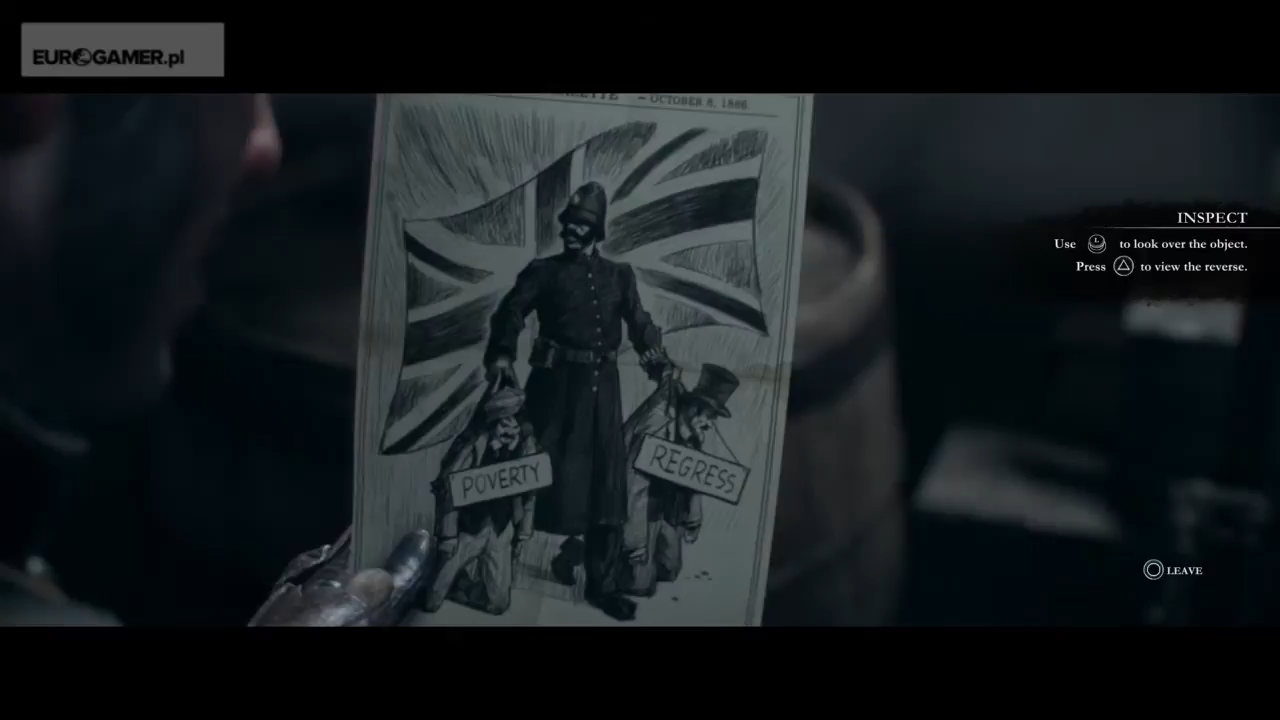 EUROGAMER.pl
– OCTOBER 8, 1886
INSPECT
Use L to look over the object.
Press to view the reverse.
POVERTY
REGRESS
LEAVE